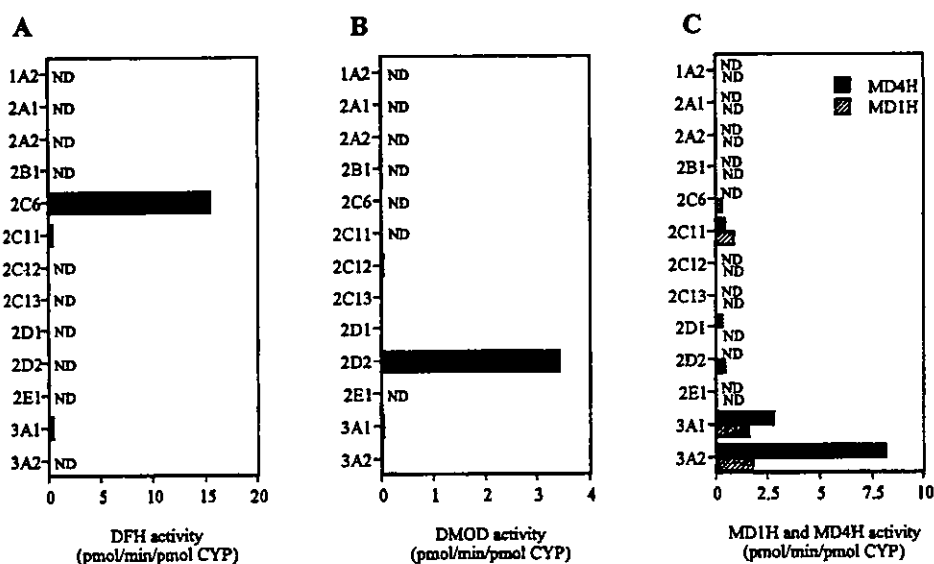 A
1A2 ND
2A1 ND
2A2 ND
2B1 ND
2C6
2C11
2C12 ND
2C13 ND
2D1 ND
2D2 ND
2E1 ND
3A1
3A2 ND
0 5 10 15 20
DFH activity
(pmol/min/pmol CYP)
B
1A2 ND
2A1 ND
2A2 ND
2B1 ND
2C6 ND
2C11 ND
2C12
2C13
2D1
2D2
2E1 ND
3A1
3A2
0 1 2 3 4
DMOD activity
(pmol/min/pmol CYP)
C
MD4H
MD1H
ND
1A2 ND
ND
2A1 ND
ND
2A2 ND
ND
2B1 ND
ND
2C6
2C11
ND
2C12 ND
ND
2C13 ND
2D1
ND
ND
2D2
ND
2E1 ND
3A1
3A2
0 2.5 5 7.5 10
MD1H and MD4H activity
(pmol/min/pmol CYP)